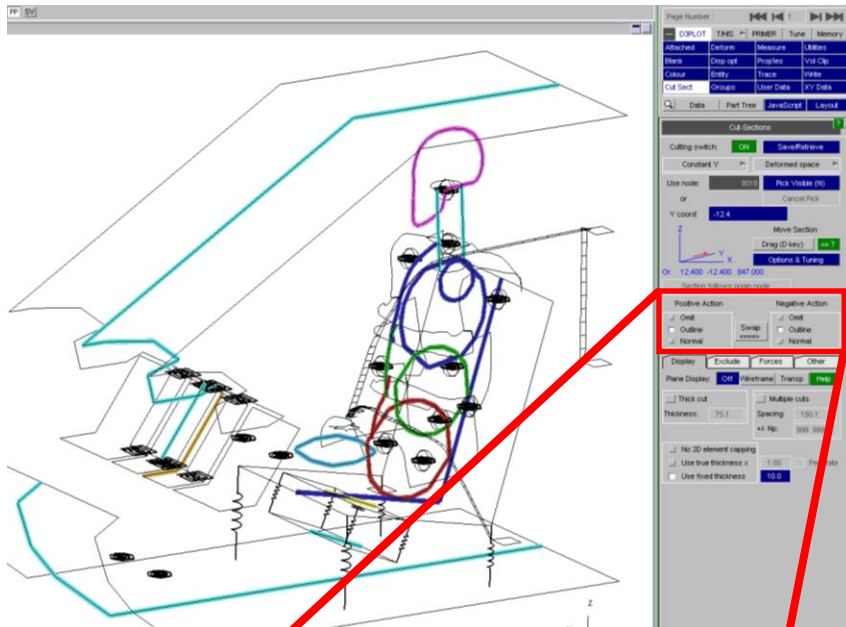 PP SV
Page Number: 1
D3PLOT T/HIS PRIMER Tune Memory
Attached Deform Measure Utilities
Blank Disp opt Propties Vol Clip
Colour Entity Trace Write
Cut Sect Groups User Data XY Data
Data Part Tree JavaScript Layout
Cut-Sections ?
Cutting switch: ON Save/Retrieve
Constant Y Deformed space
Use node: 9018 Pick Visible (N)
or Cancel Pick
Y coord: -12.4
Z Move Section
Drag (D key) <= ?
Y
X Options & Tuning
Or: 12.400 -12.400 847.000
Section follows origin node
Positive Action Negative Action
Omit Omit
Outline Swap Outline
Normal <====> Normal
Display Exclude Forces Other
Plane Display: Off Wireframe Transp Help
Thick cut Multiple cuts
Thickness: 75.1 Spacing: 150.1
+/- Np:
No 2D element capping
Use true thickness x 1.00
Use fixed thickness 10.0
Z